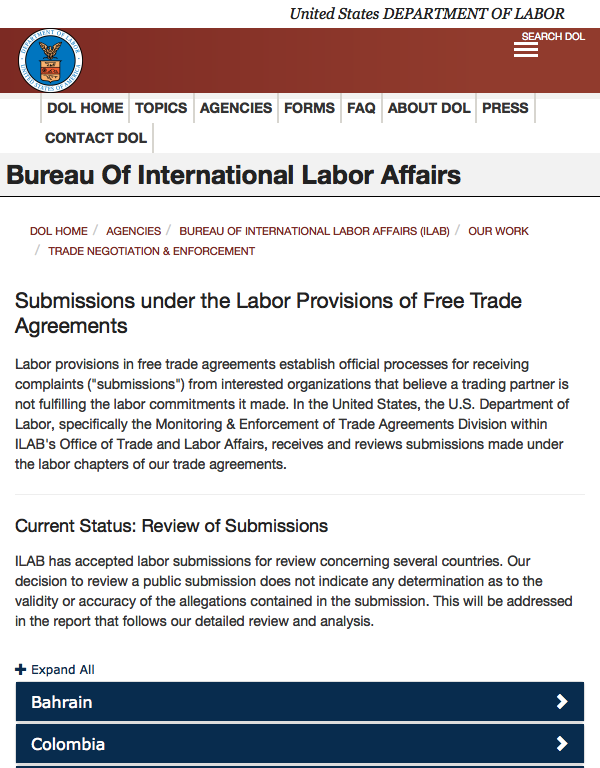 United States DEPARTMENT OF LABOR
SEARCH DOL
DOL HOME TOPICS AGENCIES FORMS FAQ ABOUT DOL PRESS
CONTACT DOL
Bureau Of International Labor Affairs
DOL HOME / AGENCIES / BUREAU OF INTERNATIONAL LABOR AFFAIRS (ILAB) / OUR WORK
/ TRADE NEGOTIATION & ENFORCEMENT
Submissions under the Labor Provisions of Free Trade
Agreements
Labor provisions in free trade agreements establish official processes for receiving
complaints ("submissions") from interested organizations that believe a trading partner is
not fulfilling the labor commitments it made. In the United States, the U.S. Department of
Labor, specifically the Monitoring & Enforcement of Trade Agreements Division within
ILAB's Office of Trade and Labor Affairs, receives and reviews submissions made under
the labor chapters of our trade agreements.
Current Status: Review of Submissions
ILAB has accepted labor submissions for review concerning several countries. Our
decision to review a public submission does not indicate any determination as to the
validity or accuracy of the allegations contained in the submission. This will be addressed
in the report that follows our detailed review and analysis.
Expand All
Bahrain
Colombia